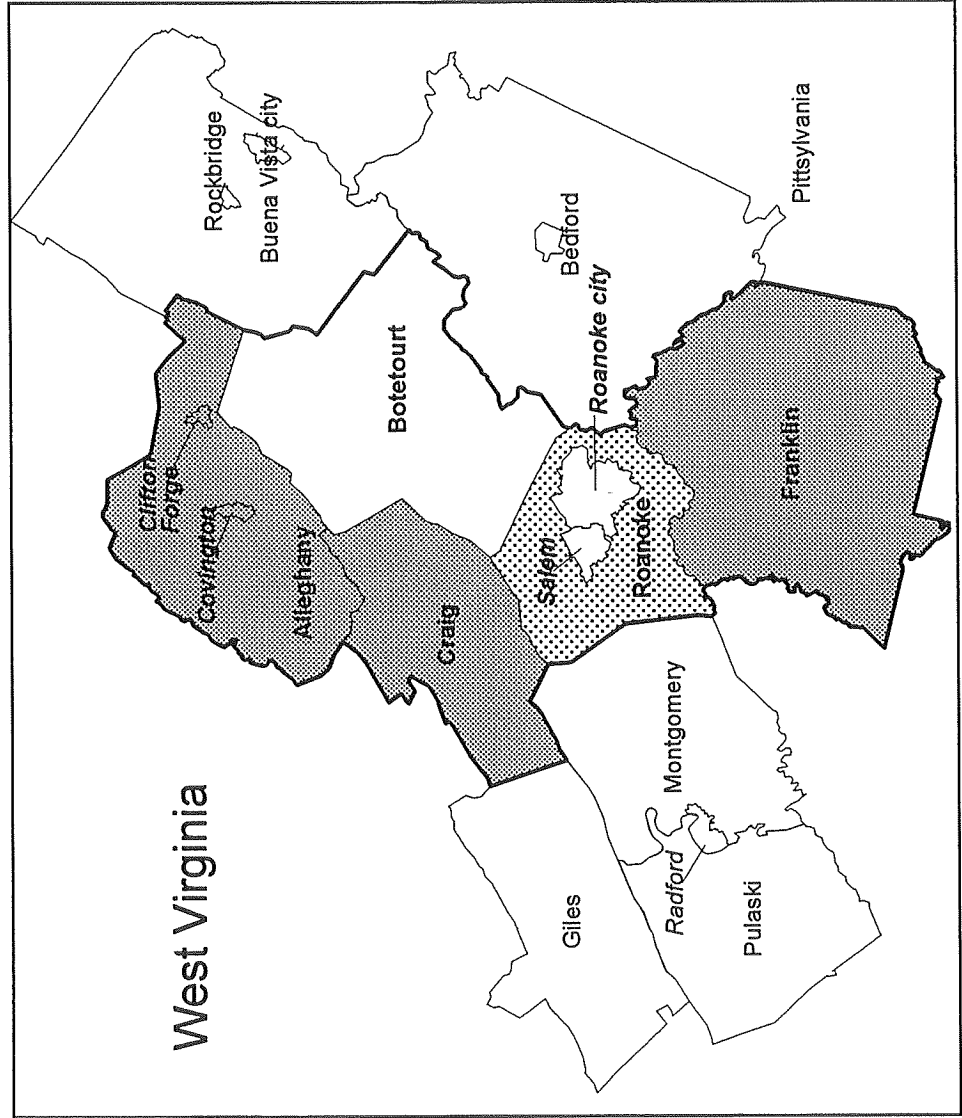 West Virginia
Rockbridge
Buena Vista city
Clifton
Forge
Covington
Alleghany
Botetourt
Bedford
Craig
Roanoke city
Salem
Roanoke
Giles
Montgomery
Radford
Pulaski
Franklin
Pittsylvania